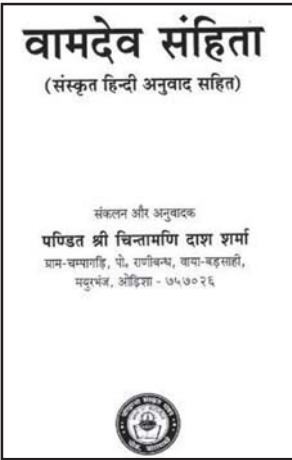 वामदेव संहिता
(संस्कृत हिन्दी अनुवाद सहित)
संकलन और अनुवादक
पण्डित श्री चिन्तामणि दाश शर्मा
ग्राम-चम्पागड़ि, पो. राणीबन्ध, वाया-बड़साही,
मयुरभंज, ओड़िशा - ७५७०२६